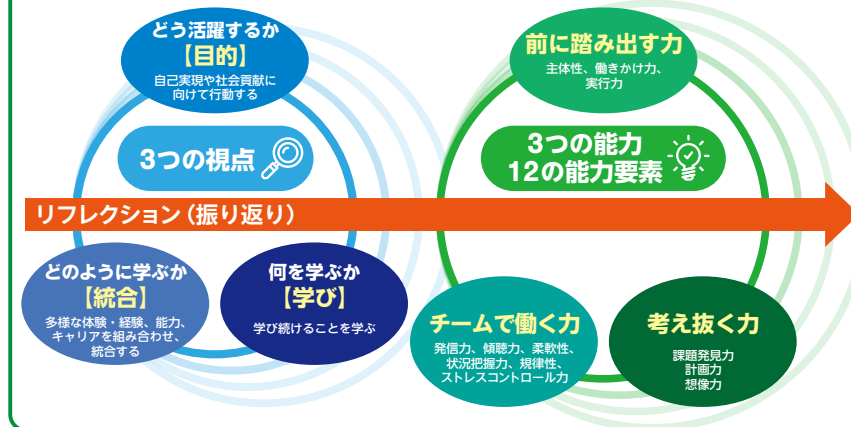 どう活躍するか
【目的】
自己実現や社会貢献に
向けて行動する
3つの視点
リフレクション（振り返り）
どのように学ぶか
【統合】
多様な体験・経験、能力、
キャリアを組み合わせ、
統合する
何を学ぶか
【学び】
学び続けることを学ぶ
前に踏み出す力
主体性、働きかけ力、
実行力
3つの能力
12の能力要素
チームで働く力
発信力、傾聴力、柔軟性、
状況把握力、規律性、
ストレスコントロール力
考え抜く力
課題発見力
計画力
想像力